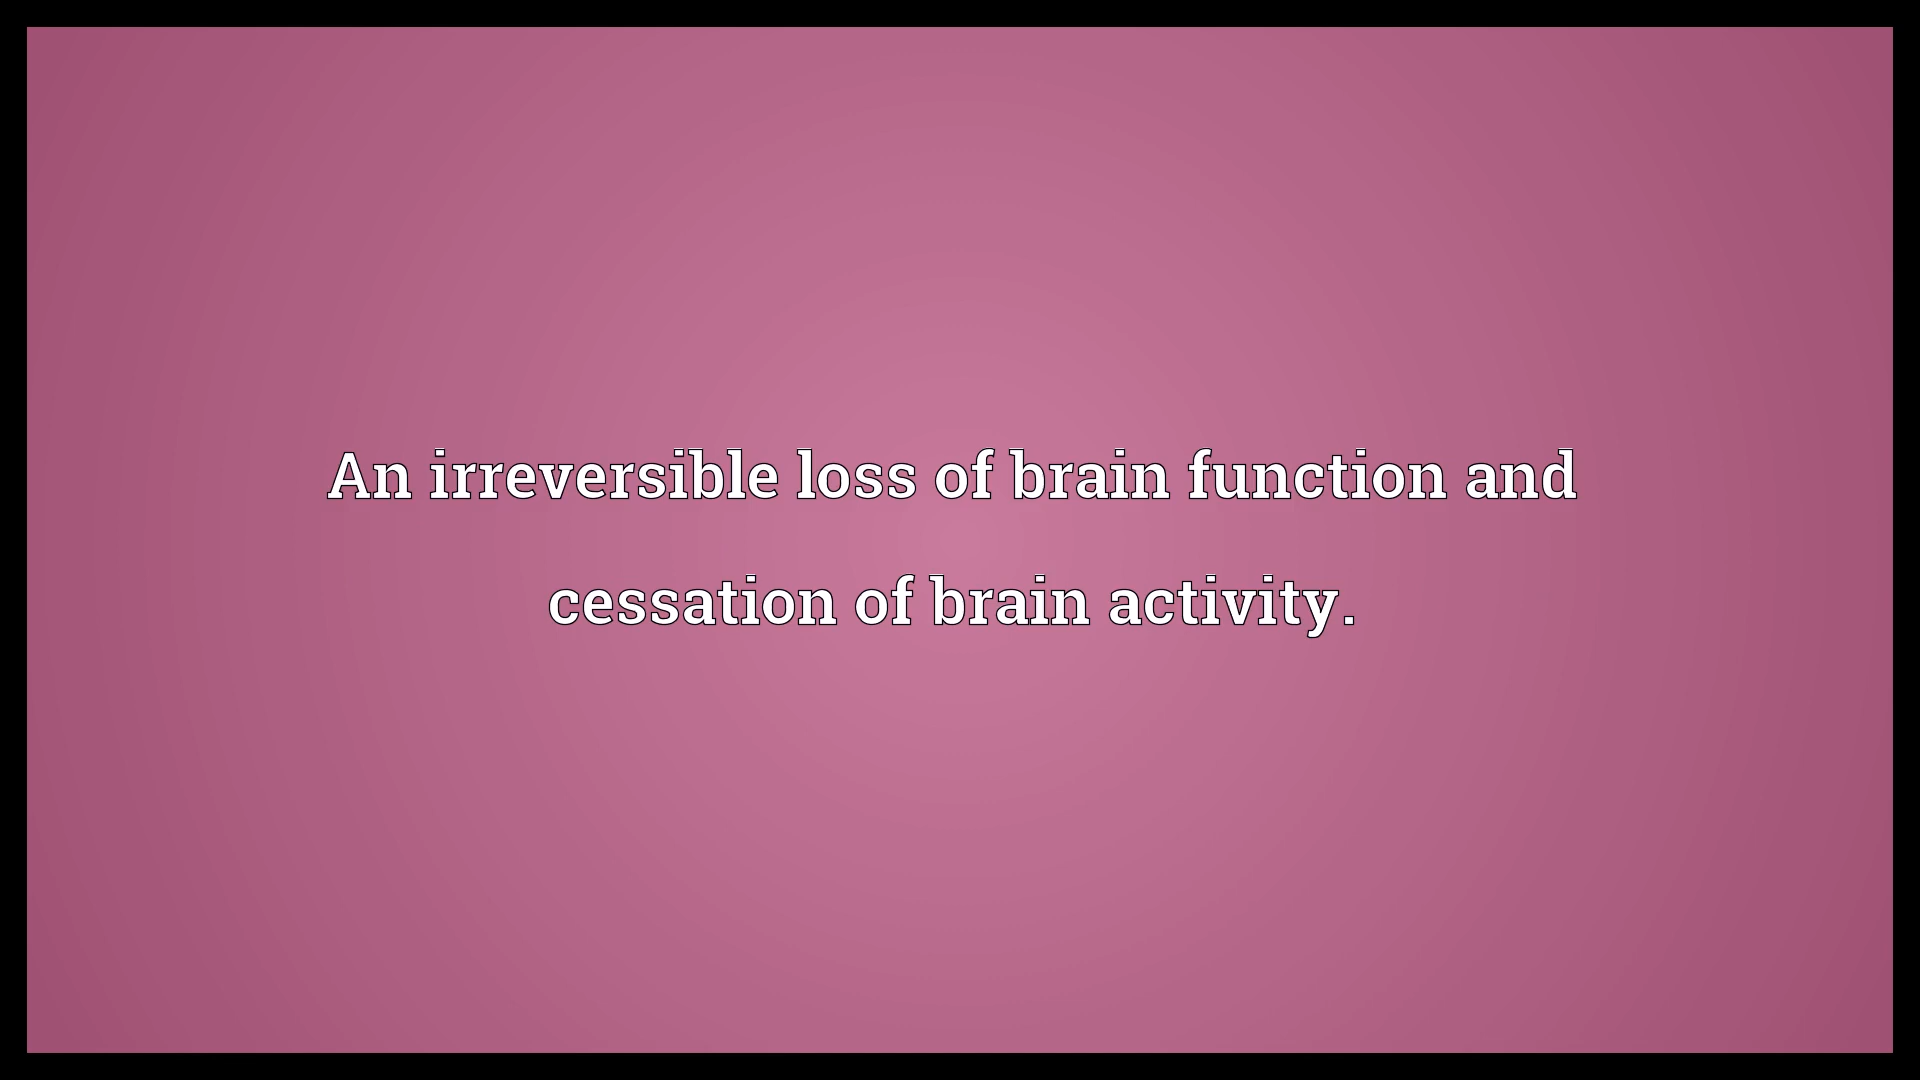 An irreversible loss of brain function and
cessation of brain activity.